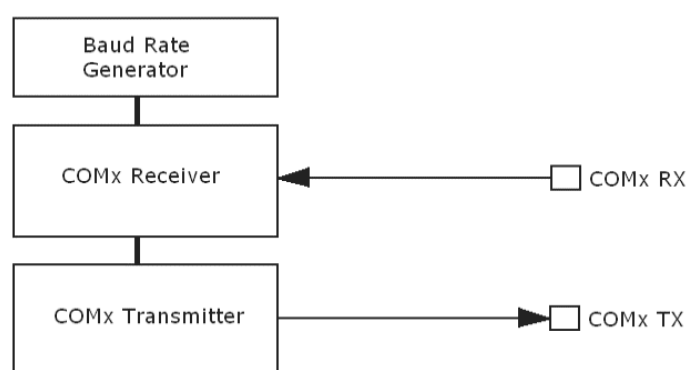 Baud Rate
Generator
COMx Receiver
COMx RX
COMx Transmitter
COMx TX